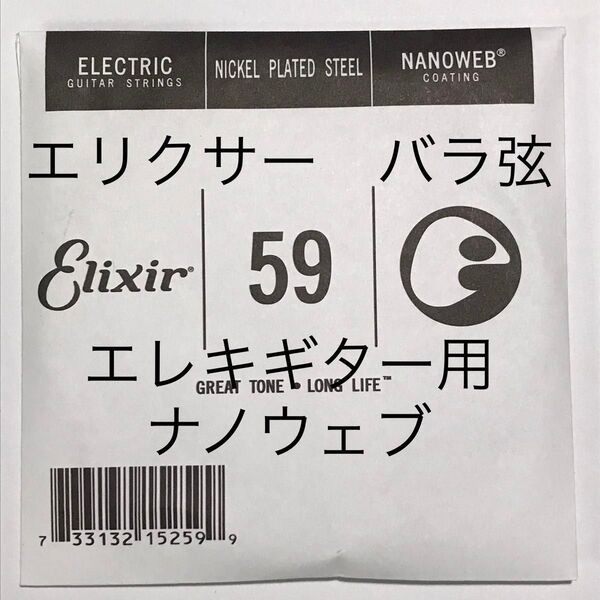 ELECTRIC
GUITAR STRINGS
NICKEL PLATED STEEL
NANOWEB®
COATING
エリクサー　バラ弦
Elixir®
59
エレキギター用
GREAT TONE • LONG LIFE™
ナノウェブ
7 33132 15259 9